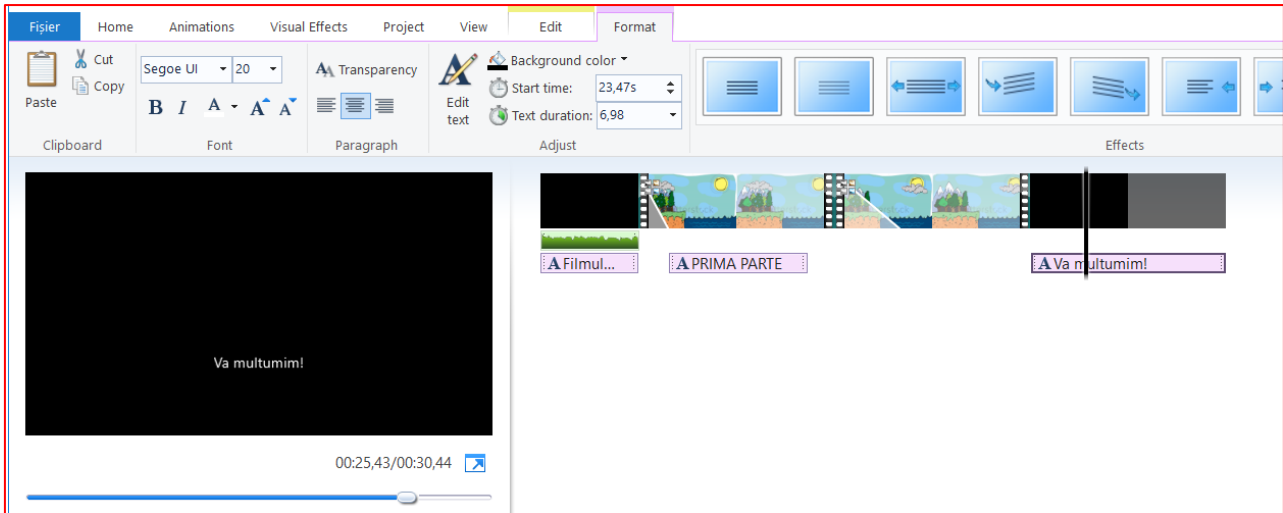 Fișier Home Animations Visual Effects Project View Edit Format
Paste
Cut
Copy
Clipboard
Segoe UI 20
B I A A A
Font
AA Transparency
Paragraph
A
Edit text
Background color
Start time: 23,47s
Text duration: 6,98
Adjust
Effects
Va multumim!
00:25,43/00:30,44
A Filmul...
A PRIMA PARTE
A Va multumim!